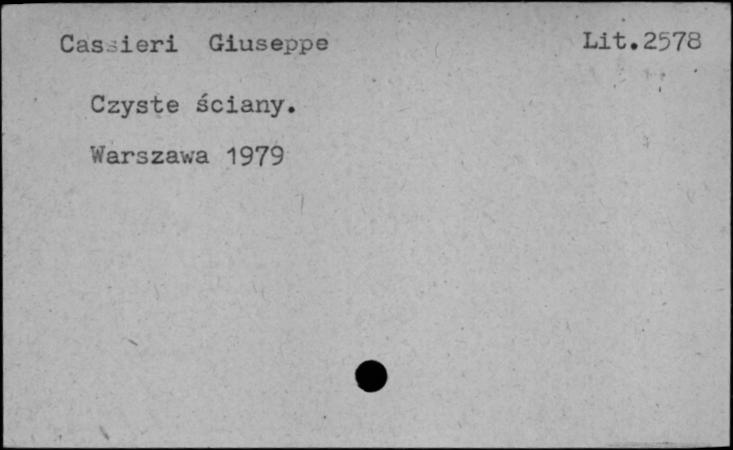 Cassieri Giuseppe Lit.2578
Czyste ściany.
Warszawa 1979